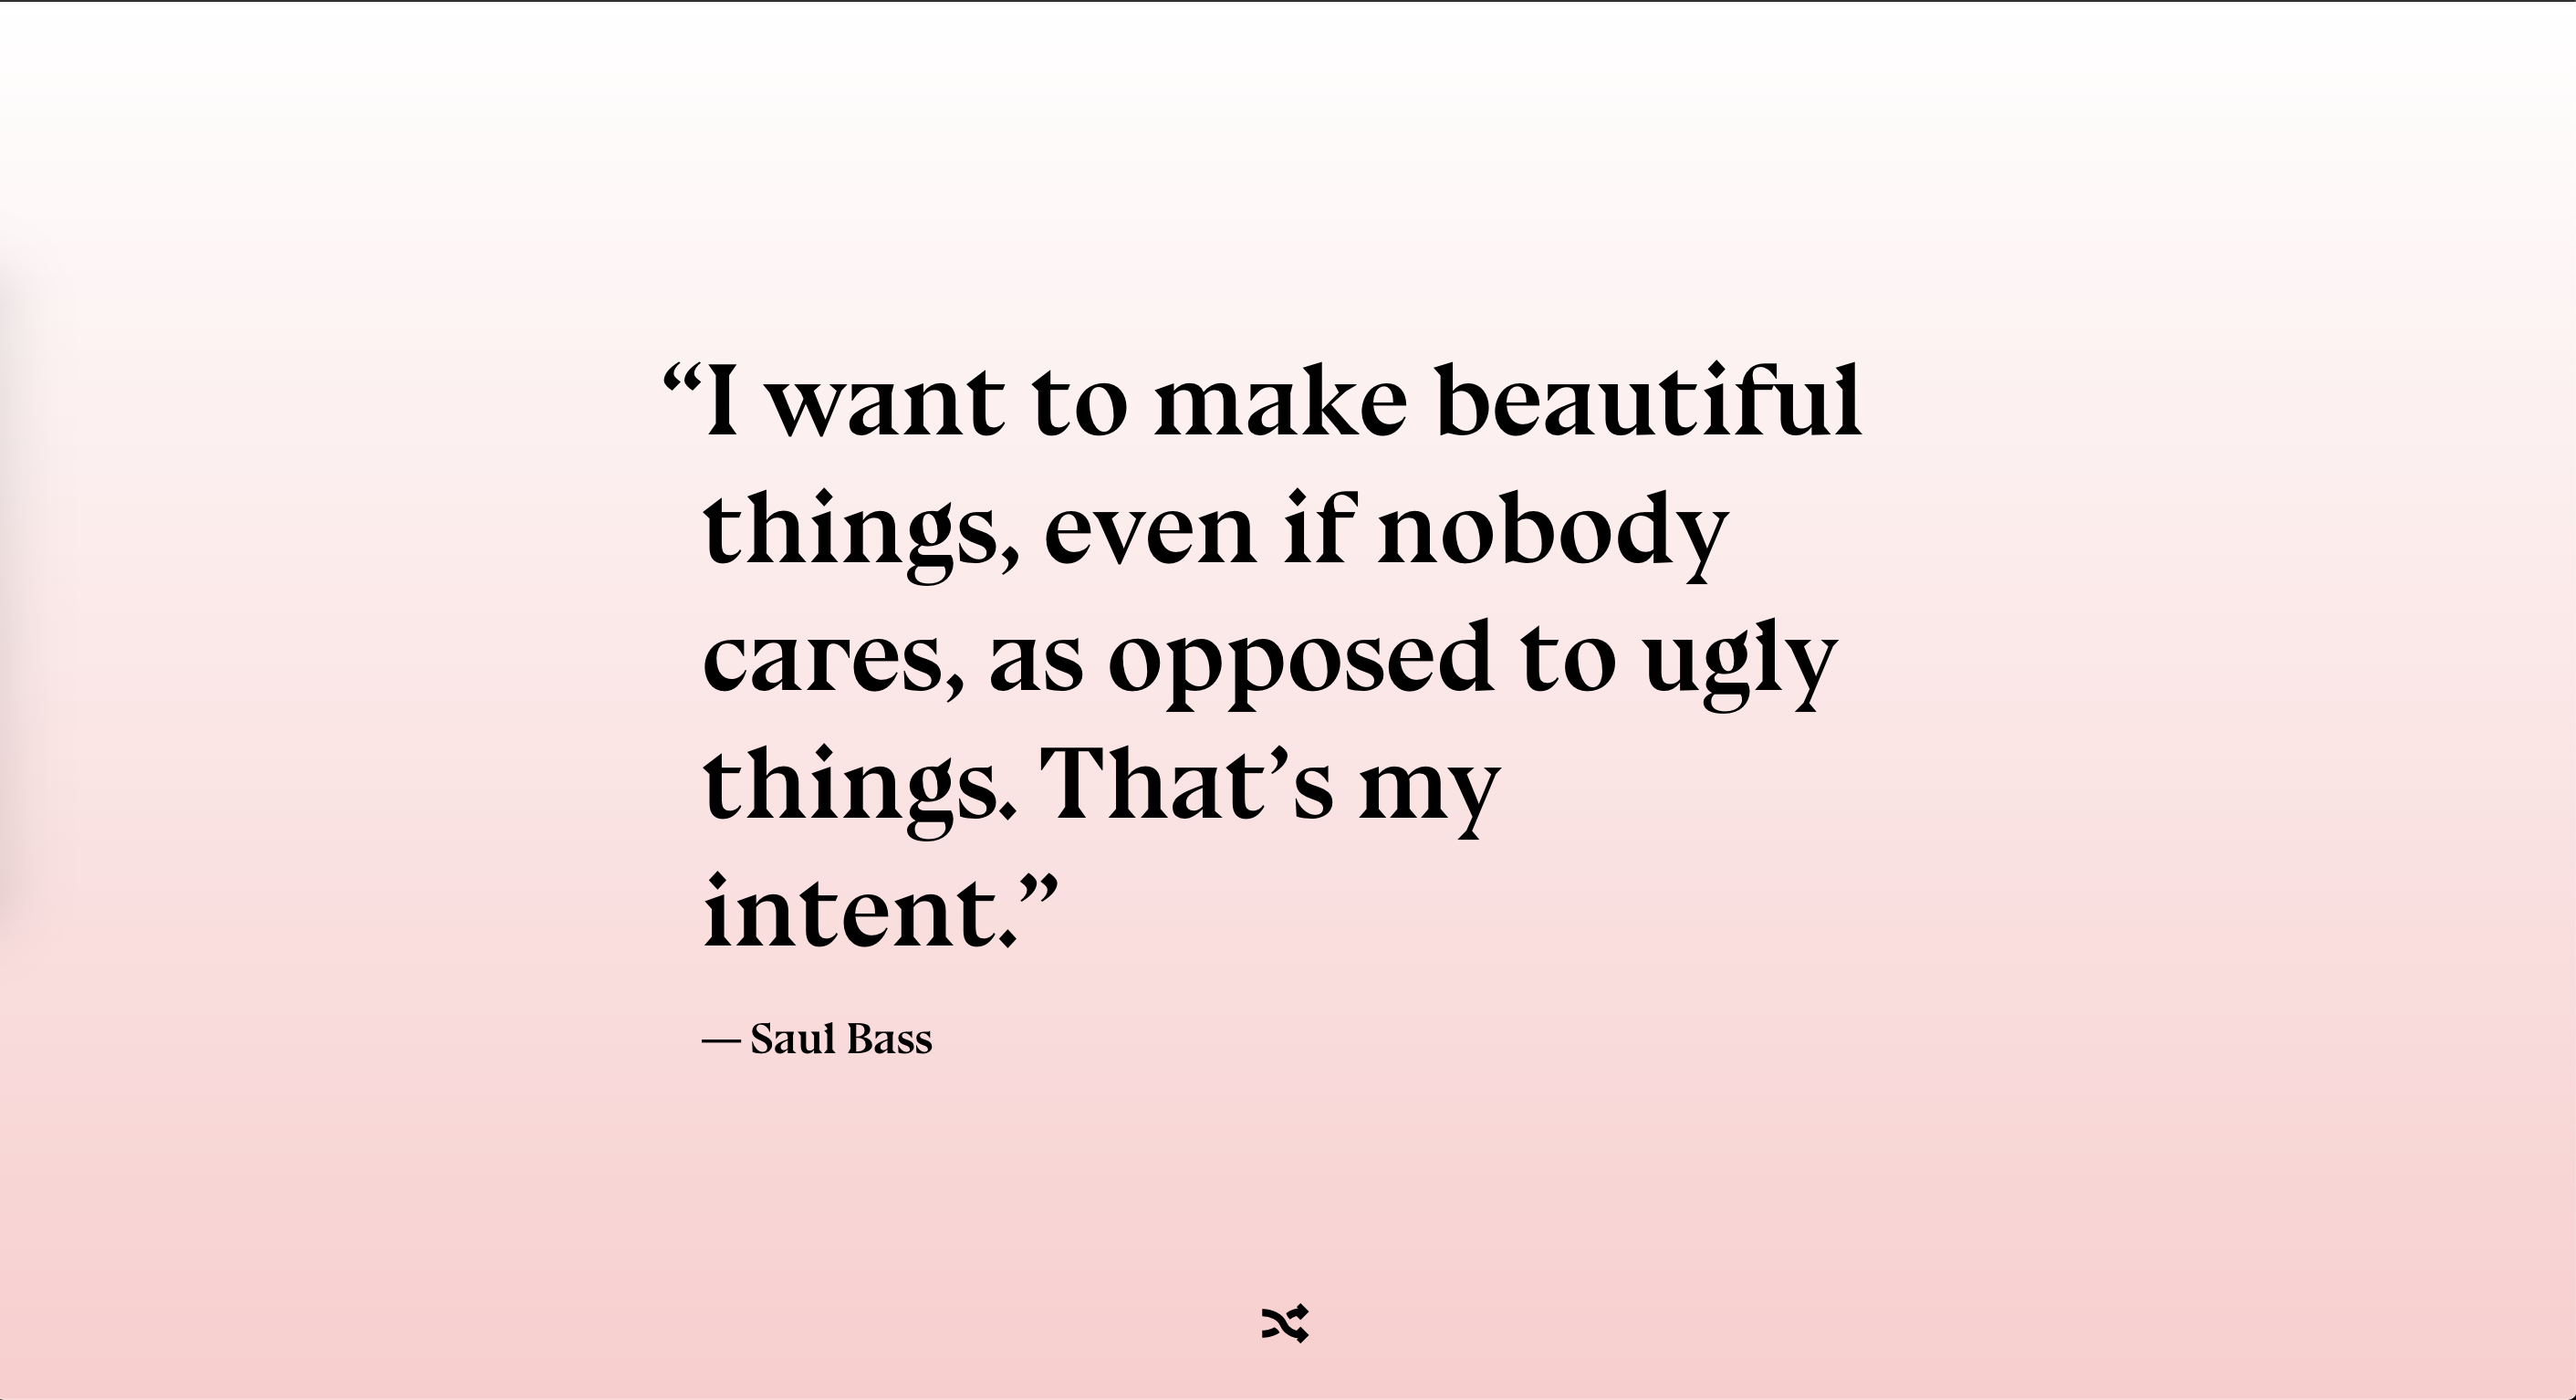 “I want to make beautiful
things, even if nobody
cares, as opposed to ugly
things. That’s my
intent.”
— Saul Bass